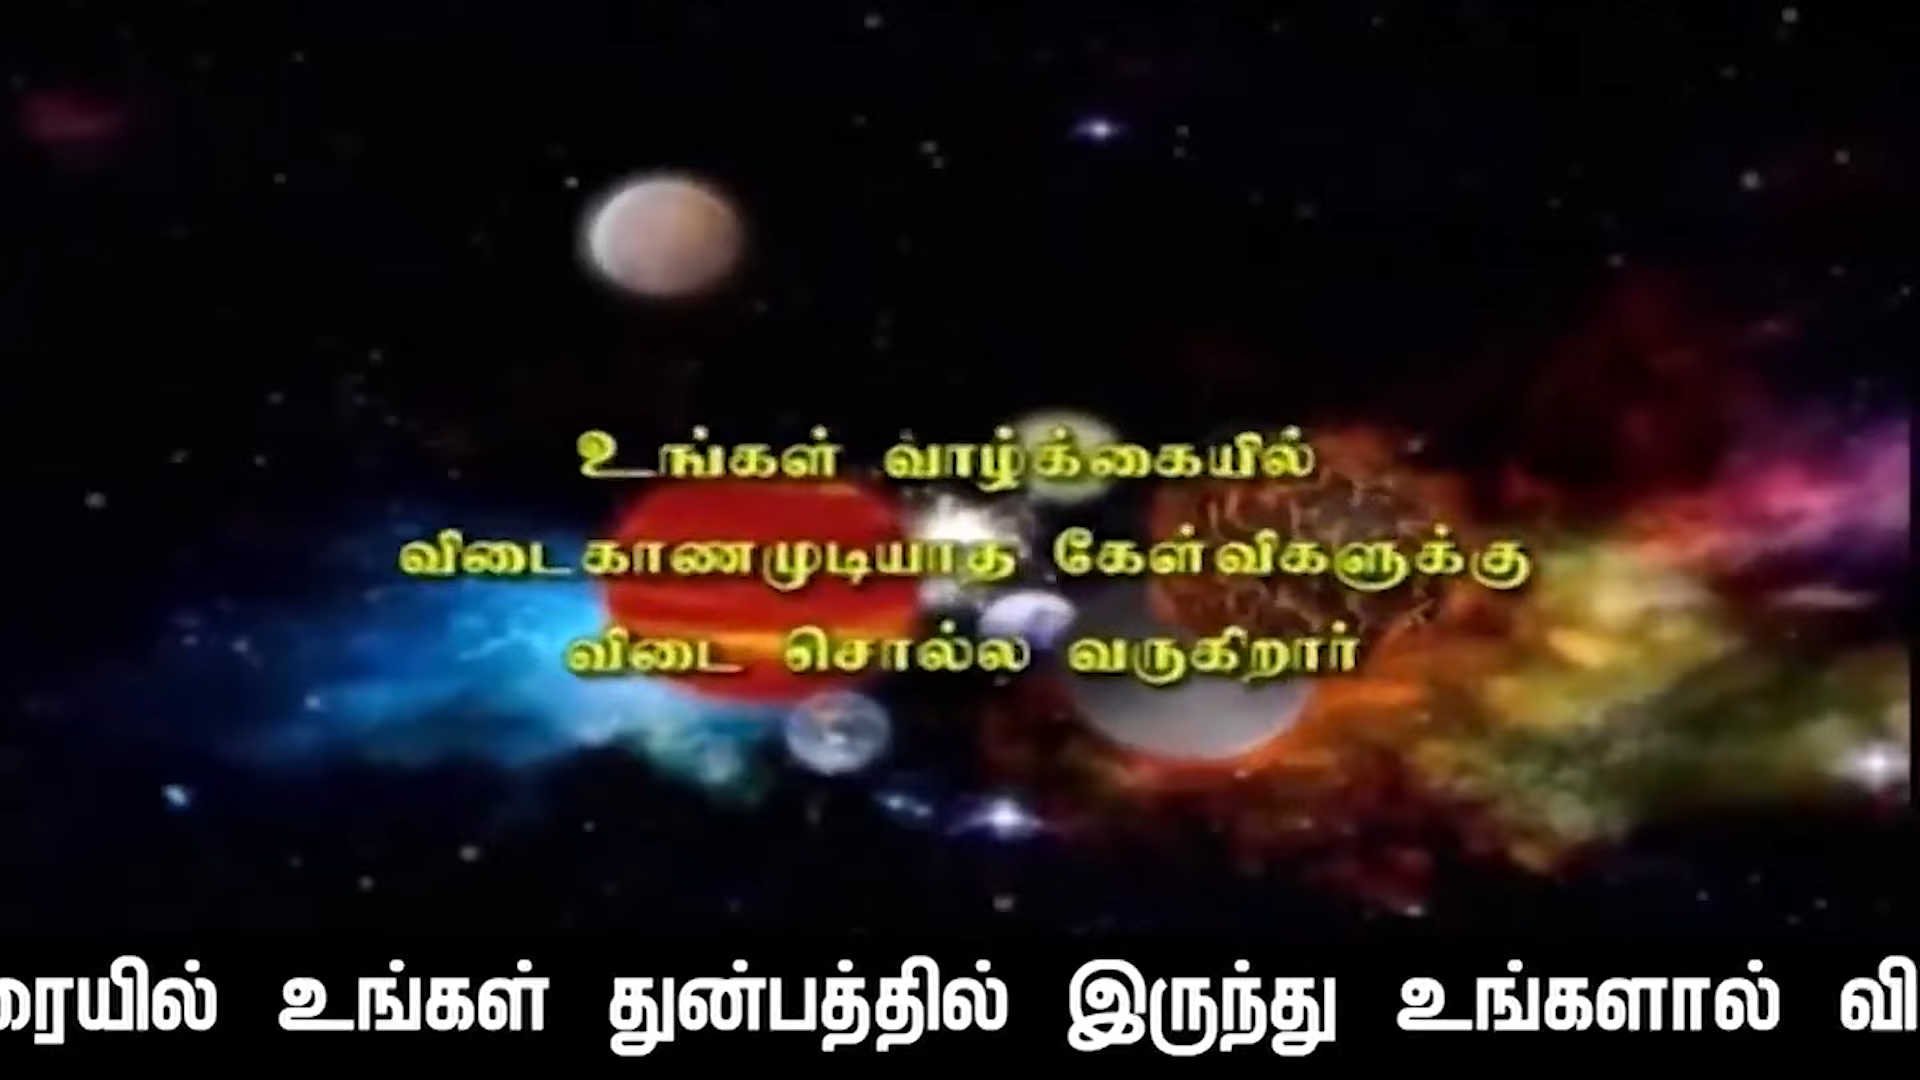 உங்கள் வாழ்க்கையில்
விடைகாணமுடியாத கேள்விகளுக்கு
விடை சொல்ல வருகிறார்
ரையில் உங்கள் துன்பத்தில் இருந்து உங்களால் வி